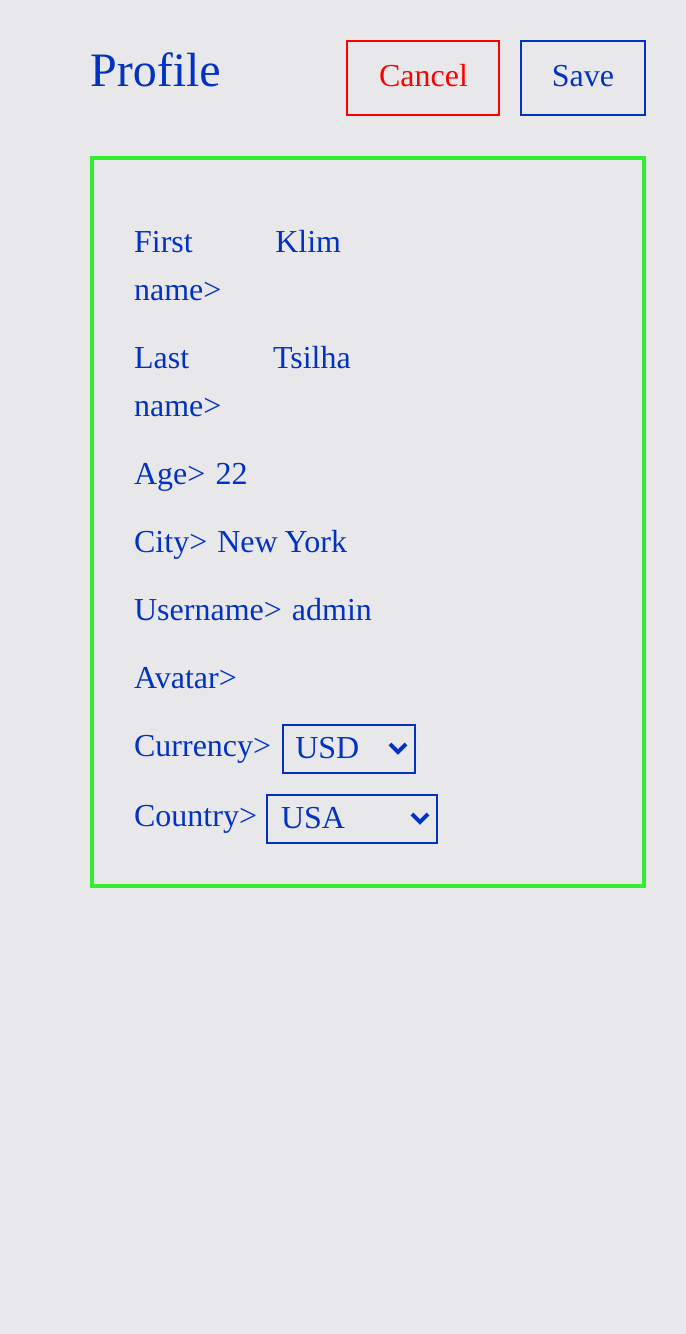 Profile Cancel Save
First Klim
name>
Last Tsilha
name>
Age> 22
City> New York
Username> admin
Avatar>
Currency> USD
Country> USA